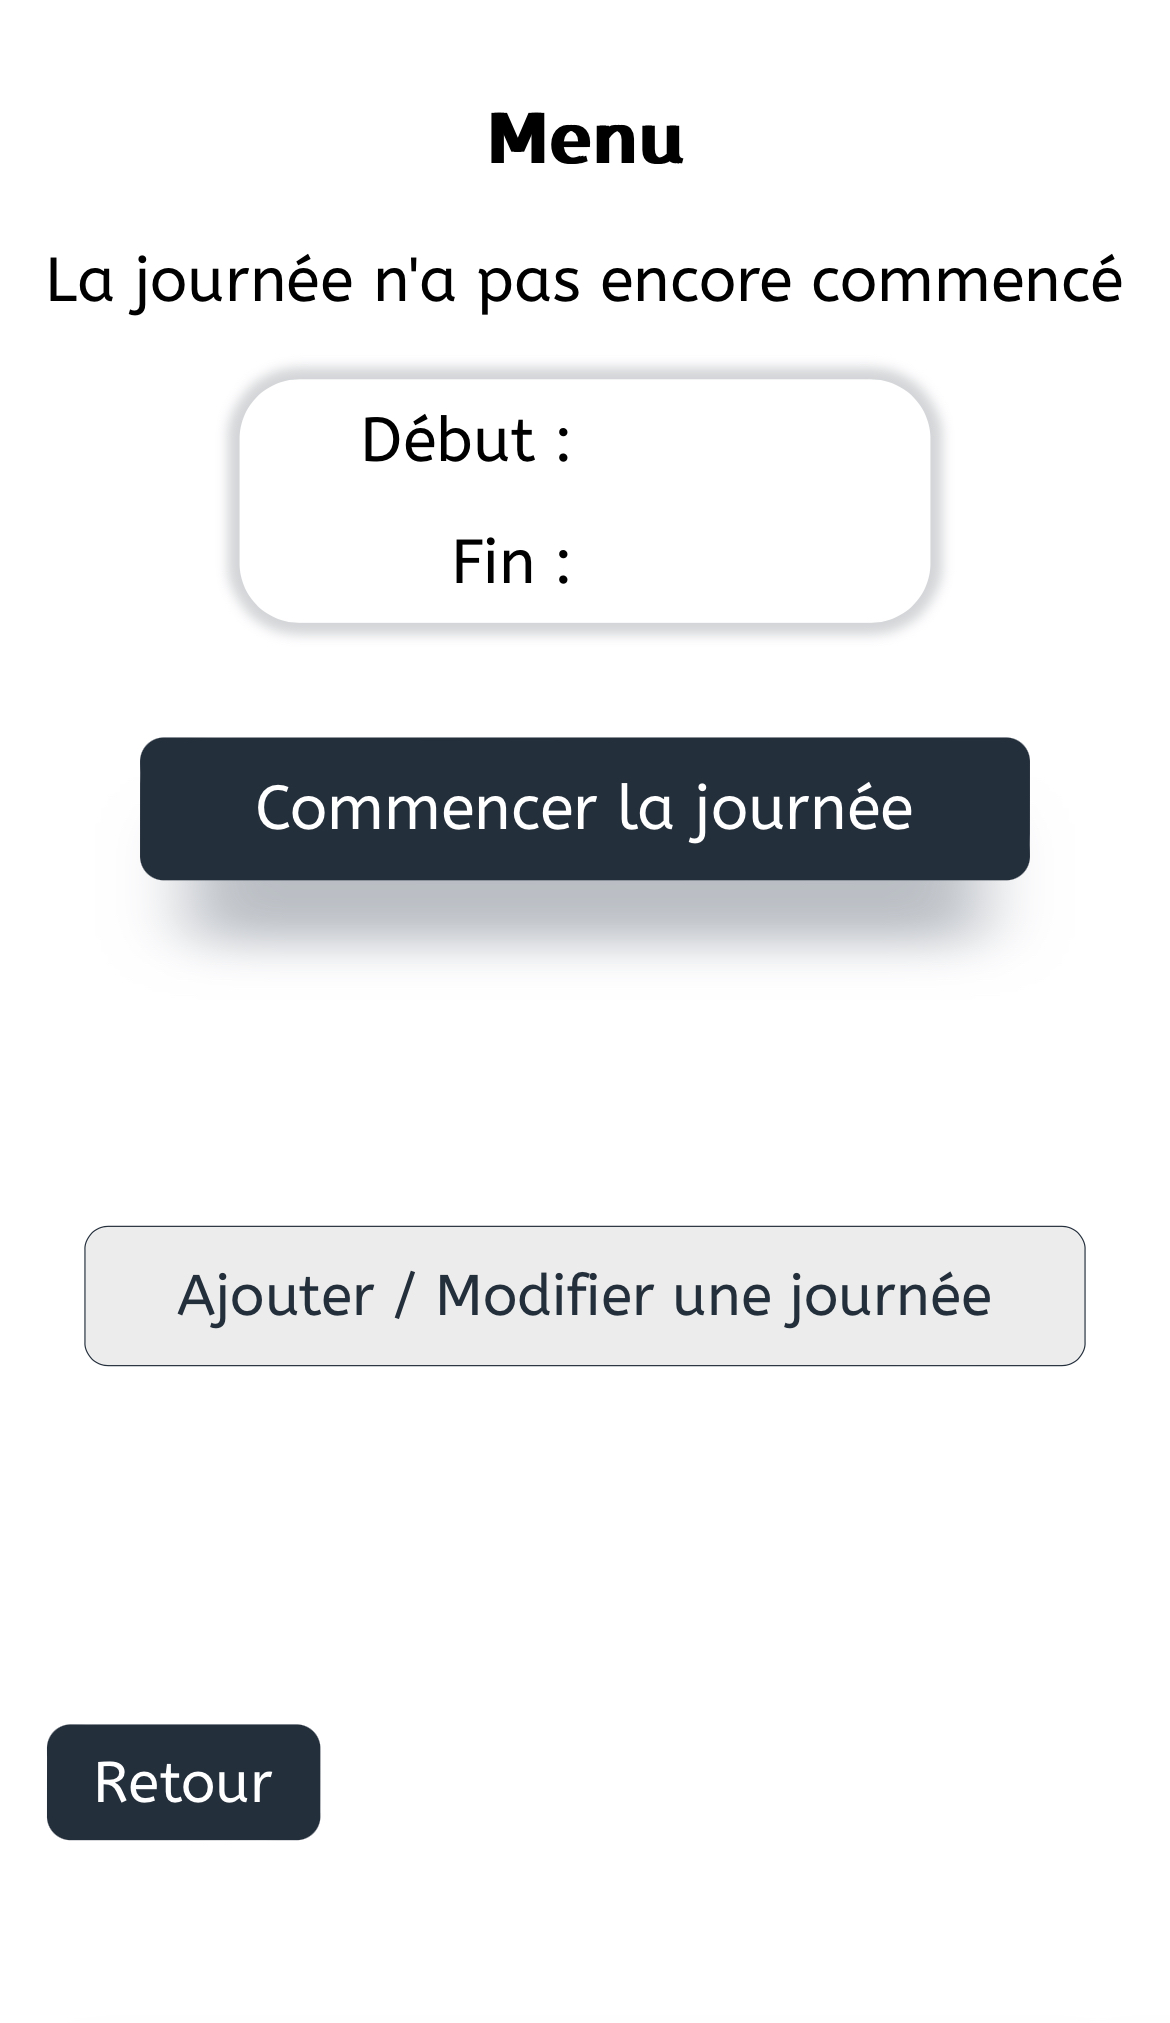 Menu
La journée n'a pas encore commencé
Début :
Fin :
Commencer la journée
Ajouter / Modifier une journée
Retour